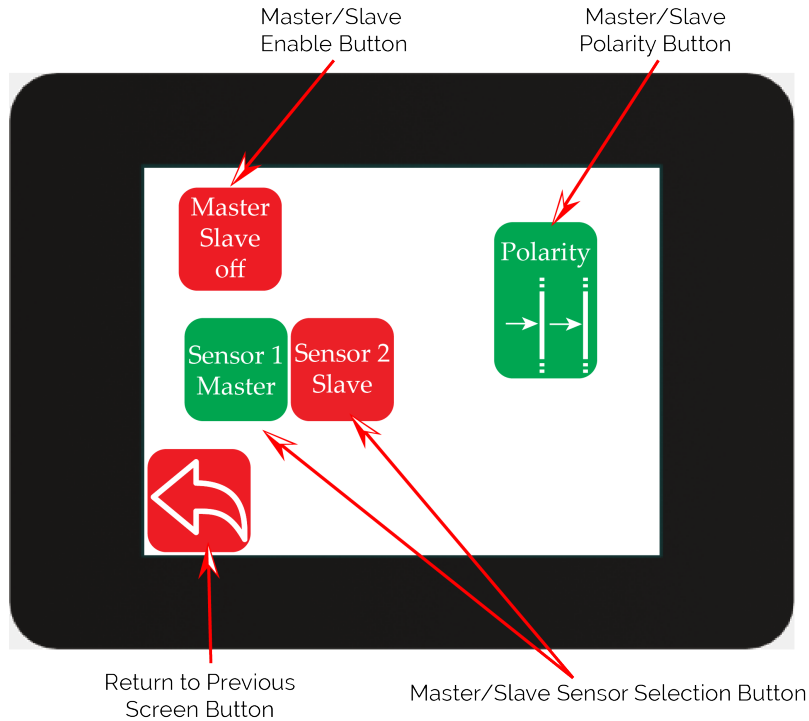 Master/Slave
Enable Button
Master/Slave
Polarity Button
Master
Slave
off
Polarity
Sensor 1
Master
Sensor 2
Slave
Return to Previous
Screen Button
Master/Slave Sensor Selection Button